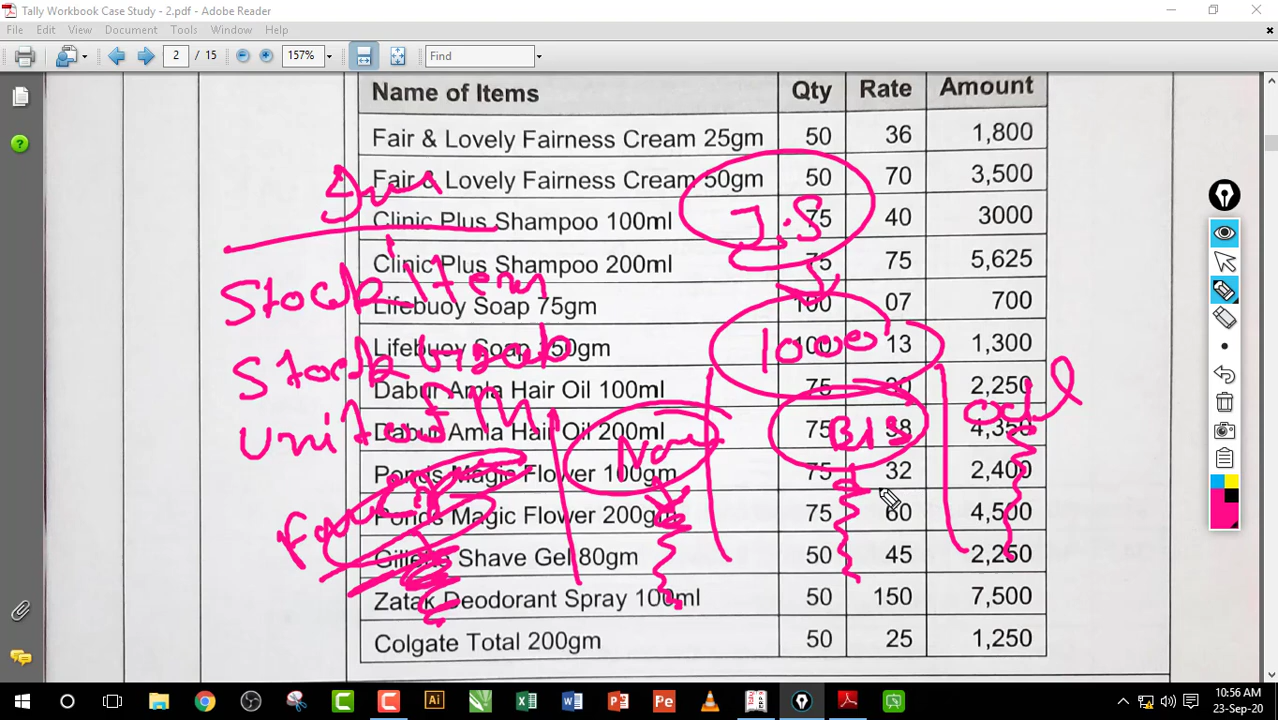 Tally Workbook Case Study - 2.pdf - Adobe Reader
File Edit View Document Tools Window Help
2 / 15 157% Find
Name of Items Qty Rate Amount
Fair & Lovely Fairness Cream 25gm 50 36 1,800
Fair & Lovely Fairness Cream 50gm 50 70 3,500
Clinic Plus Shampoo 100ml 75 40 3000
J.S
Clinic Plus Shampoo 200ml 75 75 5,625
Stock Item
Lifebuoy Soap 75gm 100 07 700
Lifebuoy Soap 150gm 100 13 1,300
1000
Stock
Dabur Amla Hair Oil 100ml 75 30 2,250
Unit of M
Dabur Amla Hair Oil 200ml 75 58 4,350
Ponds Magic Flower 100gm 75 32 2,400
Ponds Magic Flower 200gm 75 60 4,500
Gillette Shave Gel 80gm 50 45 2,250
Zatak Deodorant Spray 100ml 50 150 7,500
Colgate Total 200gm 50 25 1,250
10:56 AM
23-Sep-20